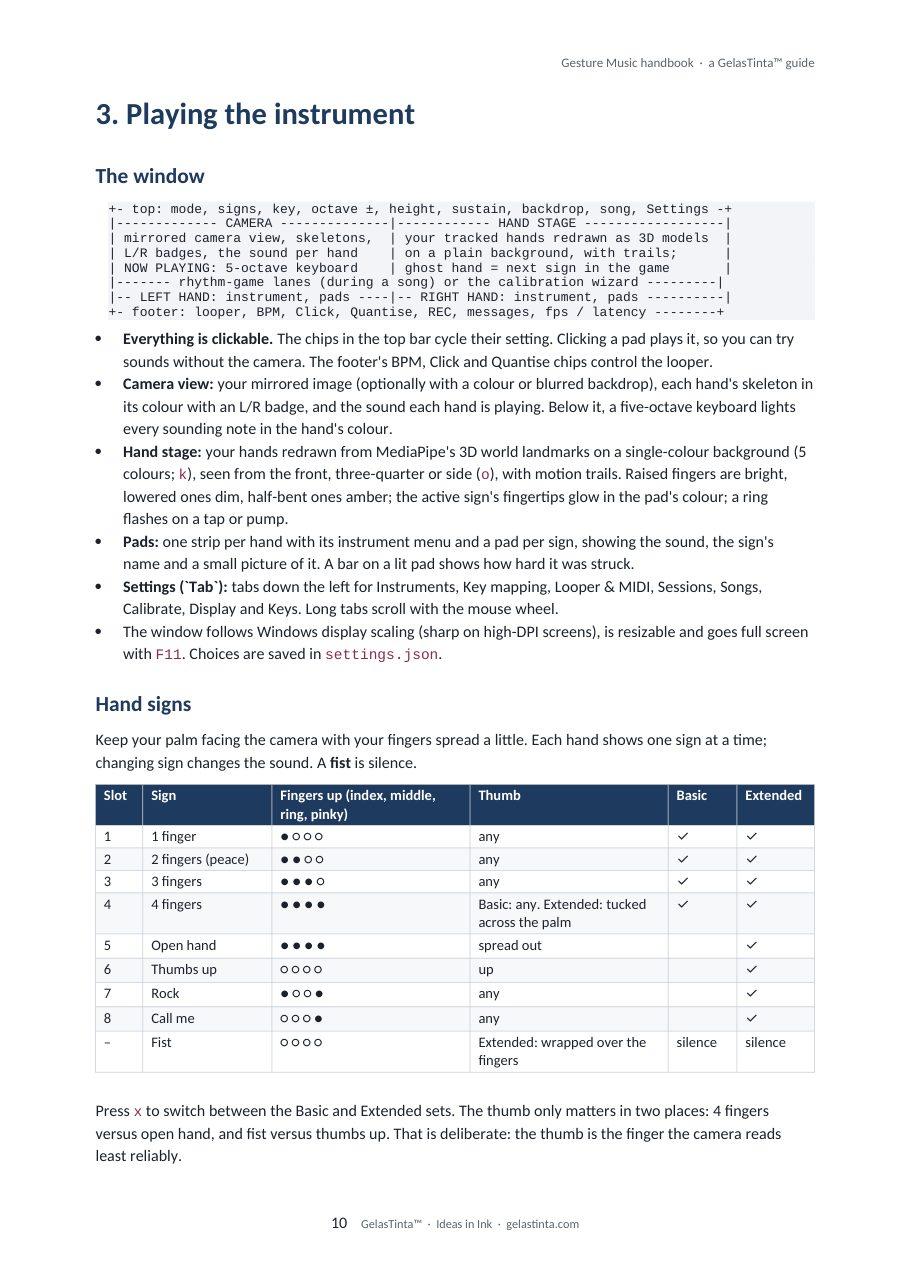 Gesture Music handbook · a GelasTinta™ guide
3. Playing the instrument
The window
+- top: mode, signs, key, octave ±, height, sustain, backdrop, song, Settings -+
|------------- CAMERA --------------|----------- HAND STAGE -----------------|
| mirrored camera view, skeletons,  | your tracked hands redrawn as 3D models  |
| L/R badges, the sound per hand    | on a plain background, with trails;      |
| NOW PLAYING: 5-octave keyboard    | ghost hand = next sign in the game       |
|------- rhythm-game lanes (during a song) or the calibration wizard ---------|
|-- LEFT HAND: instrument, pads ----|-- RIGHT HAND: instrument, pads ----------|
+- footer: looper, BPM, Click, Quantise, REC, messages, fps / latency --------+
• Everything is clickable. The chips in the top bar cycle their setting. Clicking a pad plays it, so you can try
sounds without the camera. The footer's BPM, Click and Quantise chips control the looper.
• Camera view: your mirrored image (optionally with a colour or blurred backdrop), each hand's skeleton in
its colour with an L/R badge, and the sound each hand is playing. Below it, a five-octave keyboard lights
every sounding note in the hand's colour.
• Hand stage: your hands redrawn from MediaPipe's 3D world landmarks on a single-colour background (5
colours; k), seen from the front, three-quarter or side (o), with motion trails. Raised fingers are bright,
lowered ones dim, half-bent ones amber; the active sign's fingertips glow in the pad's colour; a ring
flashes on a tap or pump.
• Pads: one strip per hand with its instrument menu and a pad per sign, showing the sound, the sign's
name and a small picture of it. A bar on a lit pad shows how hard it was struck.
• Settings (`Tab`): tabs down the left for Instruments, Key mapping, Looper & MIDI, Sessions, Songs,
Calibrate, Display and Keys. Long tabs scroll with the mouse wheel.
• The window follows Windows display scaling (sharp on high-DPI screens), is resizable and goes full screen
with F11. Choices are saved in settings.json.
Hand signs
Keep your palm facing the camera with your fingers spread a little. Each hand shows one sign at a time;
changing sign changes the sound. A fist is silence.
Slot Sign Fingers up (index, middle, ring, pinky) Thumb Basic Extended
1 1 finger ●○○○ any ✓ ✓
2 2 fingers (peace) ●●○○ any ✓ ✓
3 3 fingers ●●●○ any ✓ ✓
4 4 fingers ●●●● Basic: any. Extended: tucked across the palm ✓ ✓
5 Open hand ●●●● spread out ✓
6 Thumbs up ○○○○ up ✓
7 Rock ●○○● any ✓
8 Call me ○○○● any ✓
– Fist ○○○○ Extended: wrapped over the fingers silence silence
Press x to switch between the Basic and Extended sets. The thumb only matters in two places: 4 fingers
versus open hand, and fist versus thumbs up. That is deliberate: the thumb is the finger the camera reads
least reliably.
10 GelasTinta™ · Ideas in Ink · gelastinta.com